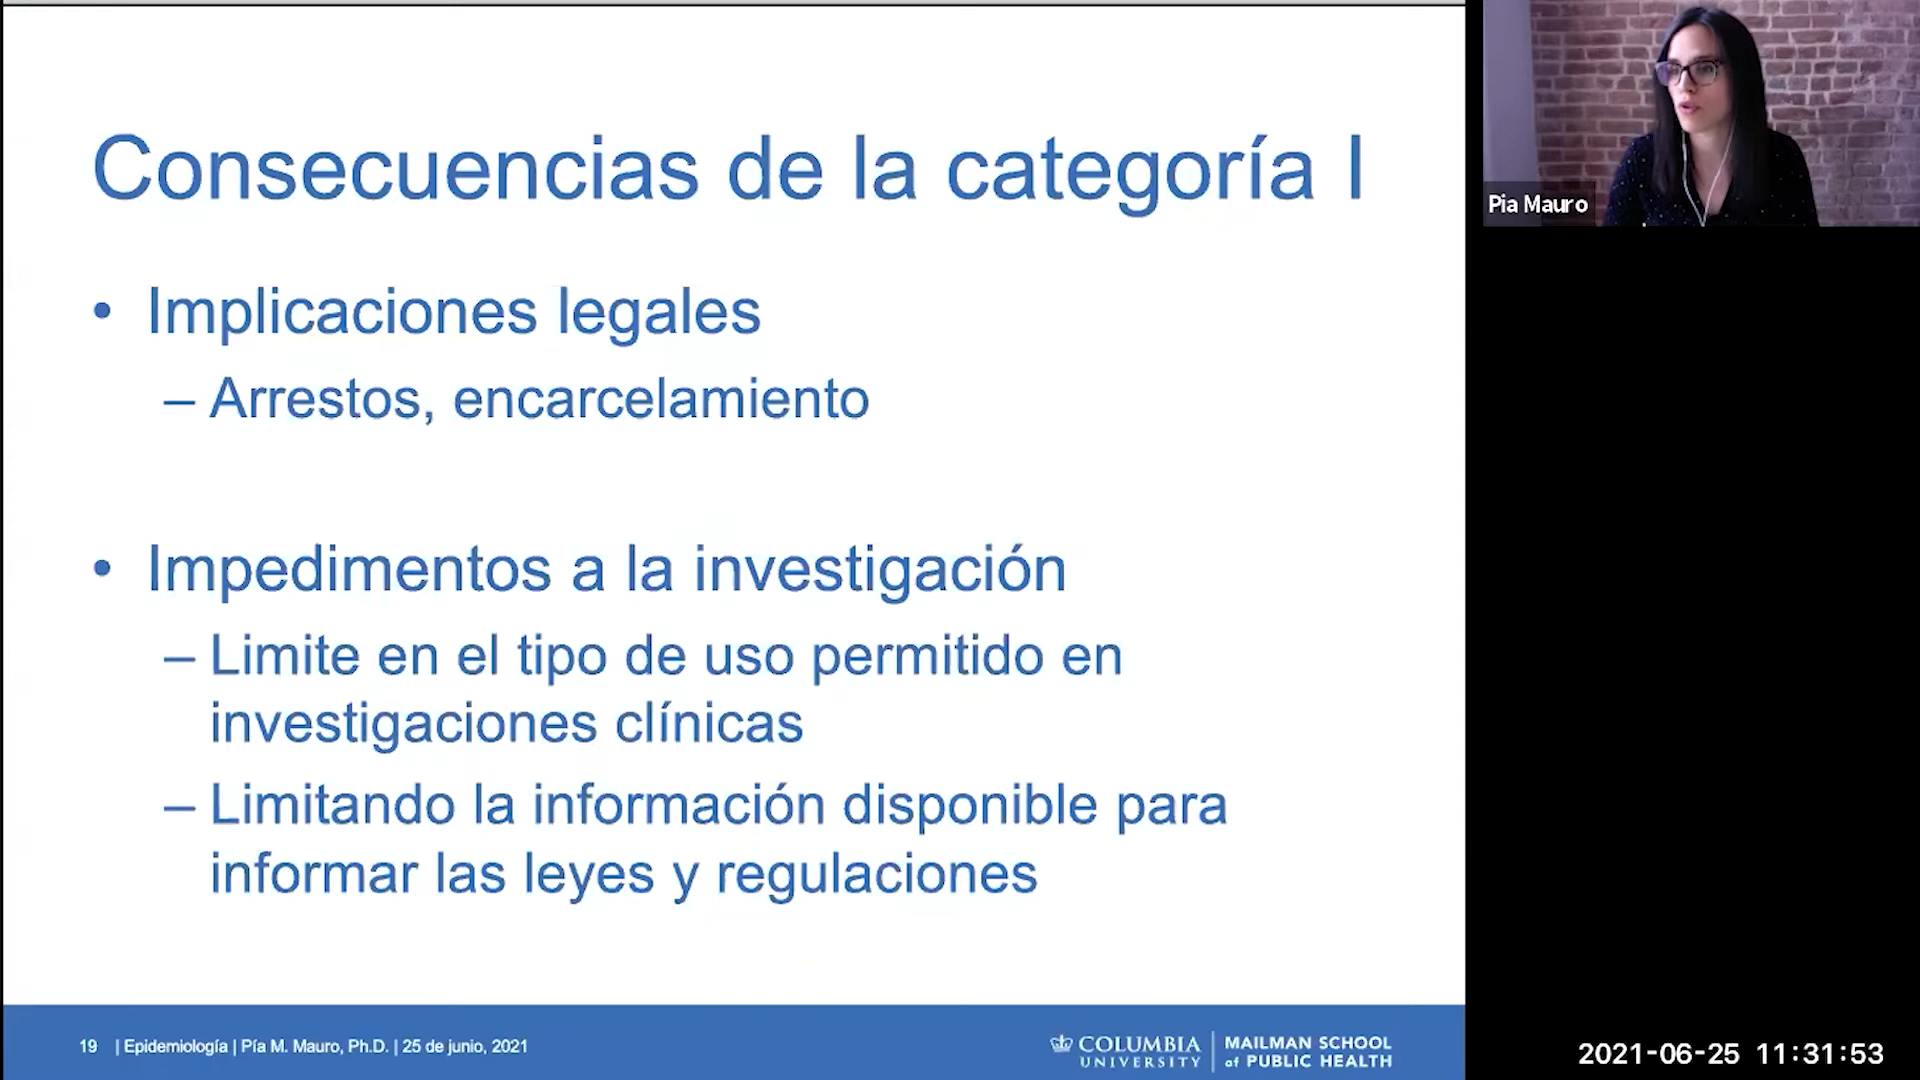 Consecuencias de la categoría I
• Implicaciones legales
– Arrestos, encarcelamiento
• Impedimentos a la investigación
– Limite en el tipo de uso permitido en
investigaciones clínicas
– Limitando la información disponible para
informar las leyes y regulaciones
19 | Epidemiología | Pía M. Mauro, Ph.D. | 25 de junio, 2021
COLUMBIA
UNIVERSITY
MAILMAN SCHOOL
of PUBLIC HEALTH
Pia Mauro
2021-06-25 11:31:53